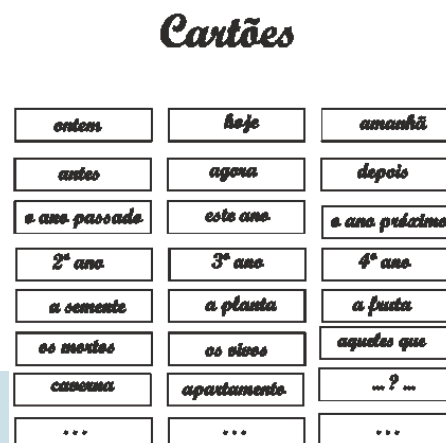 Cartões
ontem hoje amanhã
antes agora depois
o ano passado este ano o ano próximo
2º ano 3º ano 4º ano
a semente a planta a fruta
os mortos os vivos aqueles que
caverna apartamento ... ? ...
... ... ...